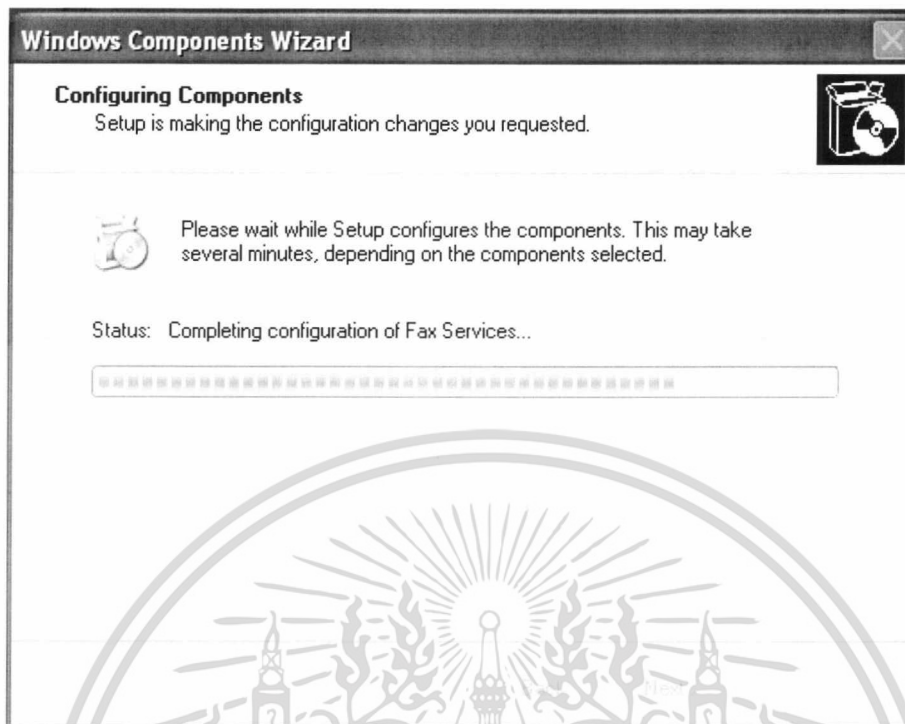 Windows Components Wizard
Configuring Components
Setup is making the configuration changes you requested.
Please wait while Setup configures the components. This may take
several minutes, depending on the components selected.
Status: Completing configuration of Fax Services...
Next